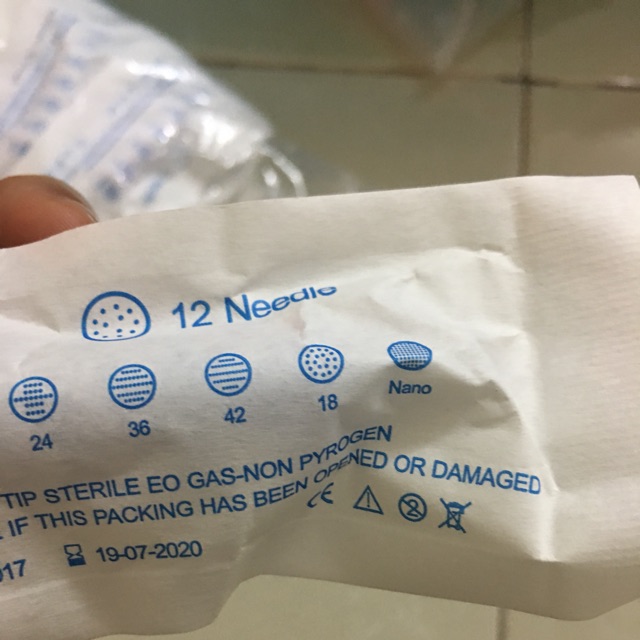 12 Needle
24 36 42 18 Nano
TIP STERILE EO GAS-NON PYROGEN
IF THIS PACKING HAS BEEN OPENED OR DAMAGED
CE
19-07-2020